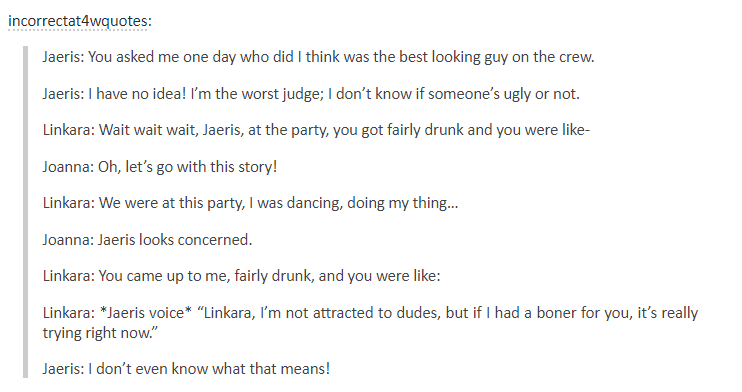 incorrectat4wquotes:
Jaeris: You asked me one day who did I think was the best looking guy on the crew.
Jaeris: I have no idea! I’m the worst judge; I don’t know if someone’s ugly or not.
Linkara: Wait wait wait, Jaeris, at the party, you got fairly drunk and you were like-
Joanna: Oh, let’s go with this story!
Linkara: We were at this party, I was dancing, doing my thing…
Joanna: Jaeris looks concerned.
Linkara: You came up to me, fairly drunk, and you were like:
Linkara: *Jaeris voice* “Linkara, I’m not attracted to dudes, but if I had a boner for you, it’s really
trying right now.”
Jaeris: I don’t even know what that means!